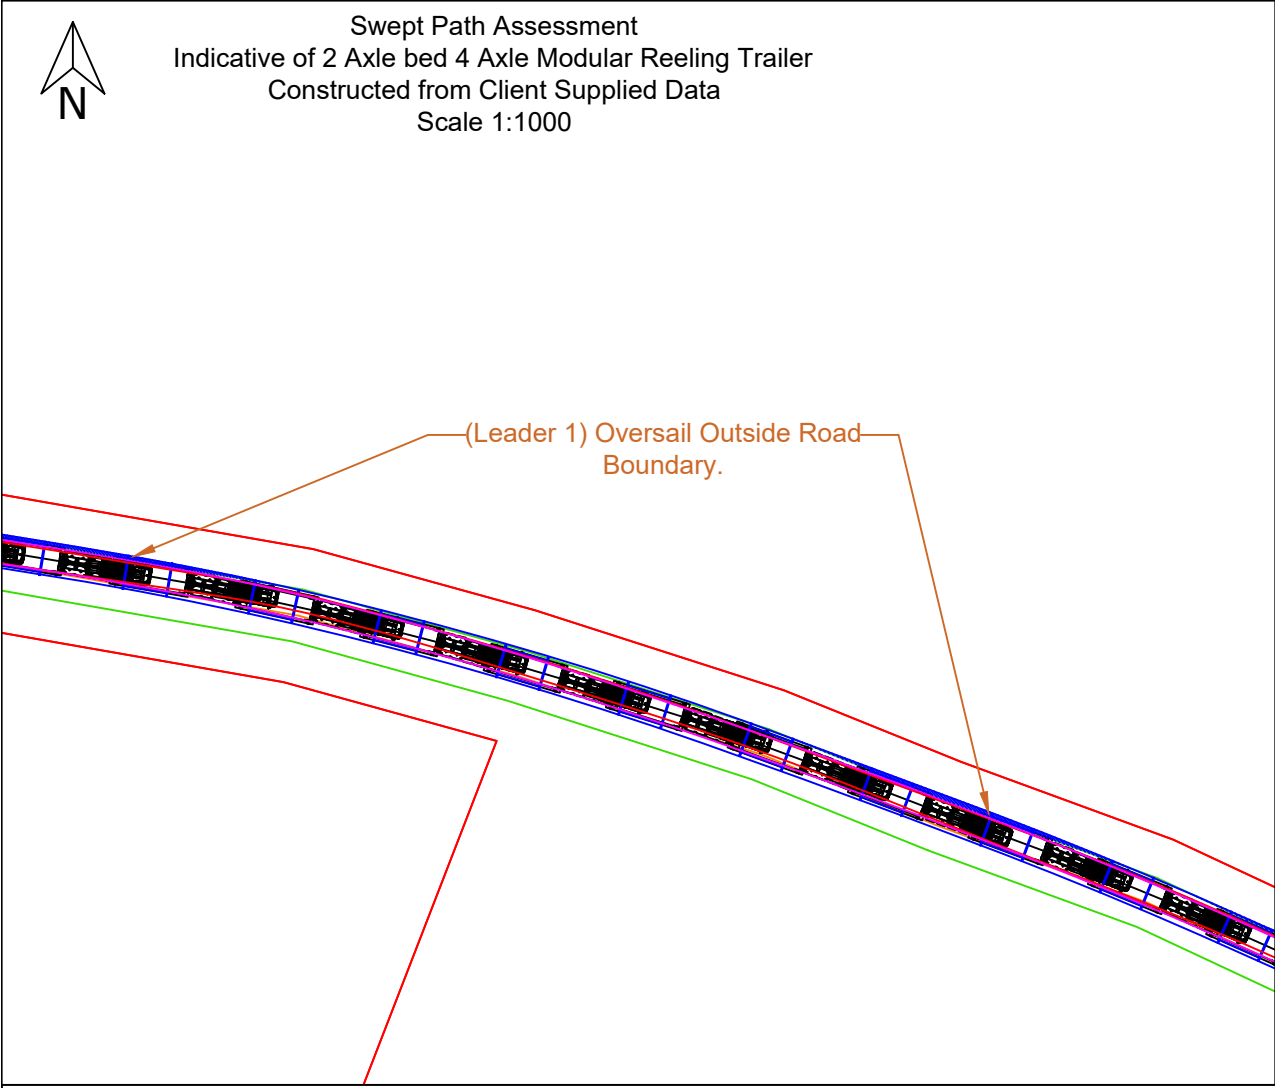 Swept Path Assessment
Indicative of 2 Axle bed 4 Axle Modular Reeling Trailer
Constructed from Client Supplied Data
Scale 1:1000
N
(Leader 1) Oversail Outside Road
Boundary.